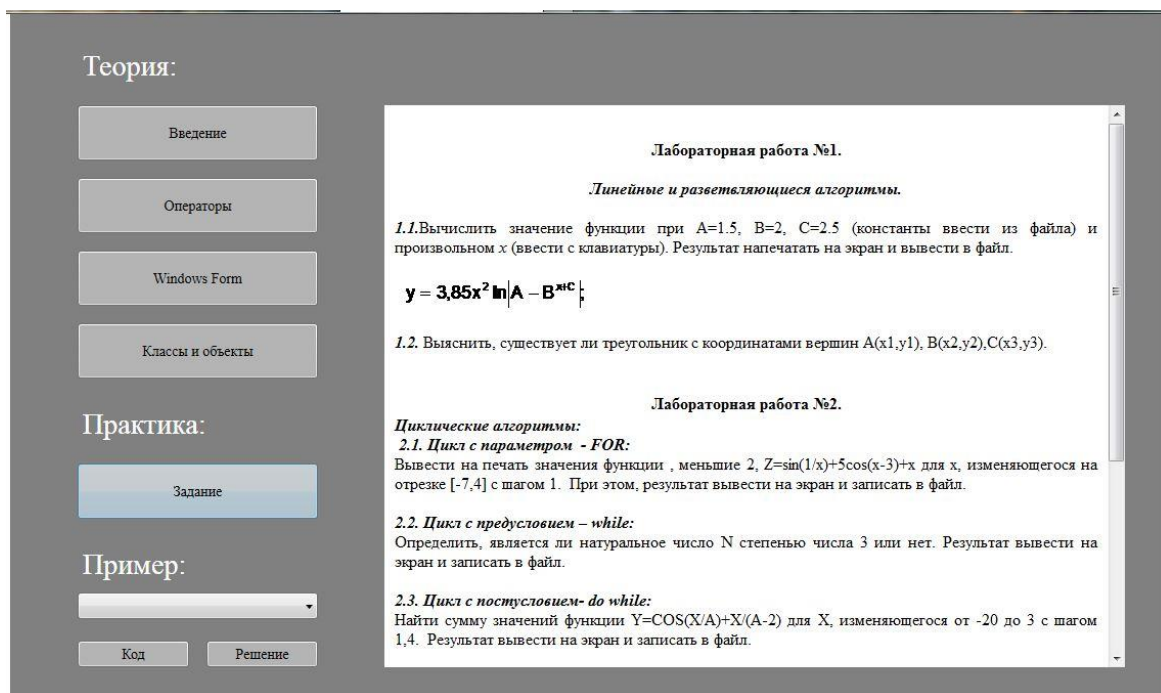 Теория:
Введение
Операторы
Windows Form
Классы и объекты
Практика:
Задание
Пример:
Код
Решение
Лабораторная работа №1.
Линейные и разветвляющиеся алгоритмы.
1.1.Вычислить значение функции при A=1.5, B=2, C=2.5 (константы ввести из файла) и
произвольном x (ввести с клавиатуры). Результат напечатать на экран и вывести в файл.
y = 3,85x² ln|A – B^(x+C)|;
1.2. Выяснить, существует ли треугольник с координатами вершин A(x1,y1), B(x2,y2),C(x3,y3).
Лабораторная работа №2.
Циклические алгоритмы:
2.1. Цикл с параметром - FOR:
Вывести на печать значения функции , меньшие 2, Z=sin(1/x)+5cos(x-3)+x для x, изменяющегося на
отрезке [-7,4] с шагом 1. При этом, результат вывести на экран и записать в файл.
2.2. Цикл с предусловием – while:
Определить, является ли натуральное число N степенью числа 3 или нет. Результат вывести на
экран и записать в файл.
2.3. Цикл с постусловием- do while:
Найти сумму значений функции Y=COS(X/A)+X/(A-2) для X, изменяющегося от -20 до 3 с шагом
1,4. Результат вывести на экран и записать в файл.